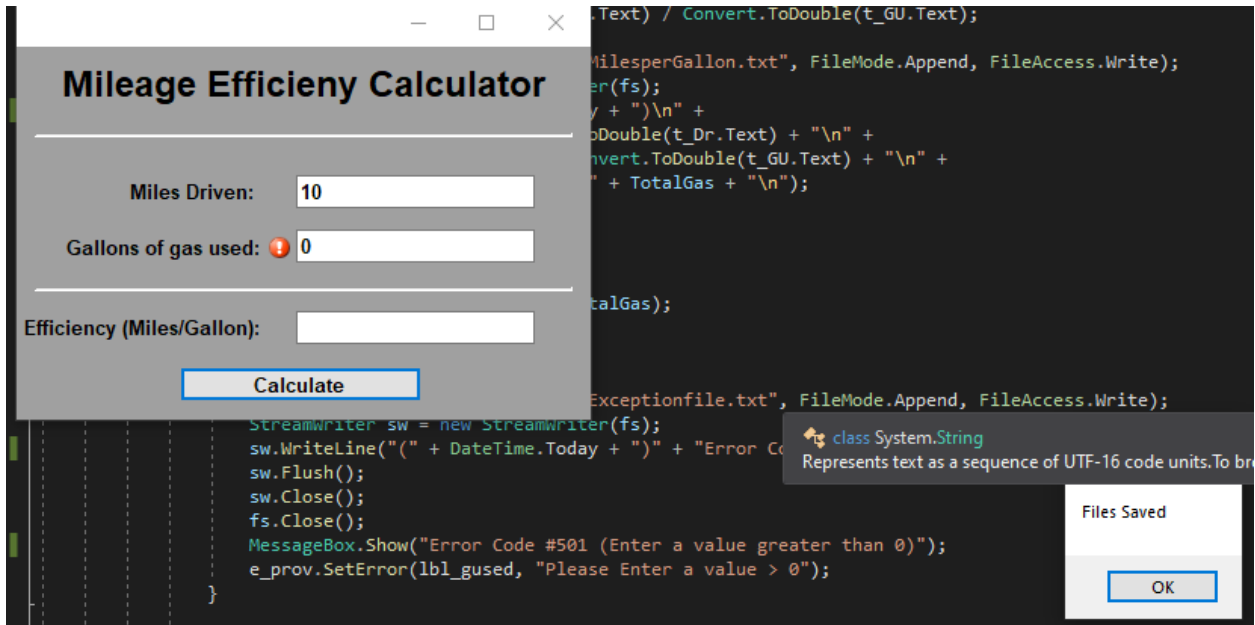 .Text) / Convert.ToDouble(t_GU.Text);
Mileage Efficieny Calculator
MilesperGallon.txt", FileMode.Append, FileAccess.Write);
er(fs);
y + ")\n" +
oDouble(t_Dr.Text) + "\n" +
nvert.ToDouble(t_GU.Text) + "\n" +
" + TotalGas + "\n");
Miles Driven: 10
Gallons of gas used: 0
talGas);
Efficiency (Miles/Gallon):
Calculate
Exceptionfile.txt", FileMode.Append, FileAccess.Write);
StreamWriter sw = new StreamWriter(fs);
sw.WriteLine("(" + DateTime.Today + ")" + "Error Co
class System.String
Represents text as a sequence of UTF-16 code units.To bre
sw.Flush();
sw.Close();
fs.Close();
MessageBox.Show("Error Code #501 (Enter a value greater than 0)");
e_prov.SetError(lbl_gused, "Please Enter a value > 0");
}
Files Saved
OK